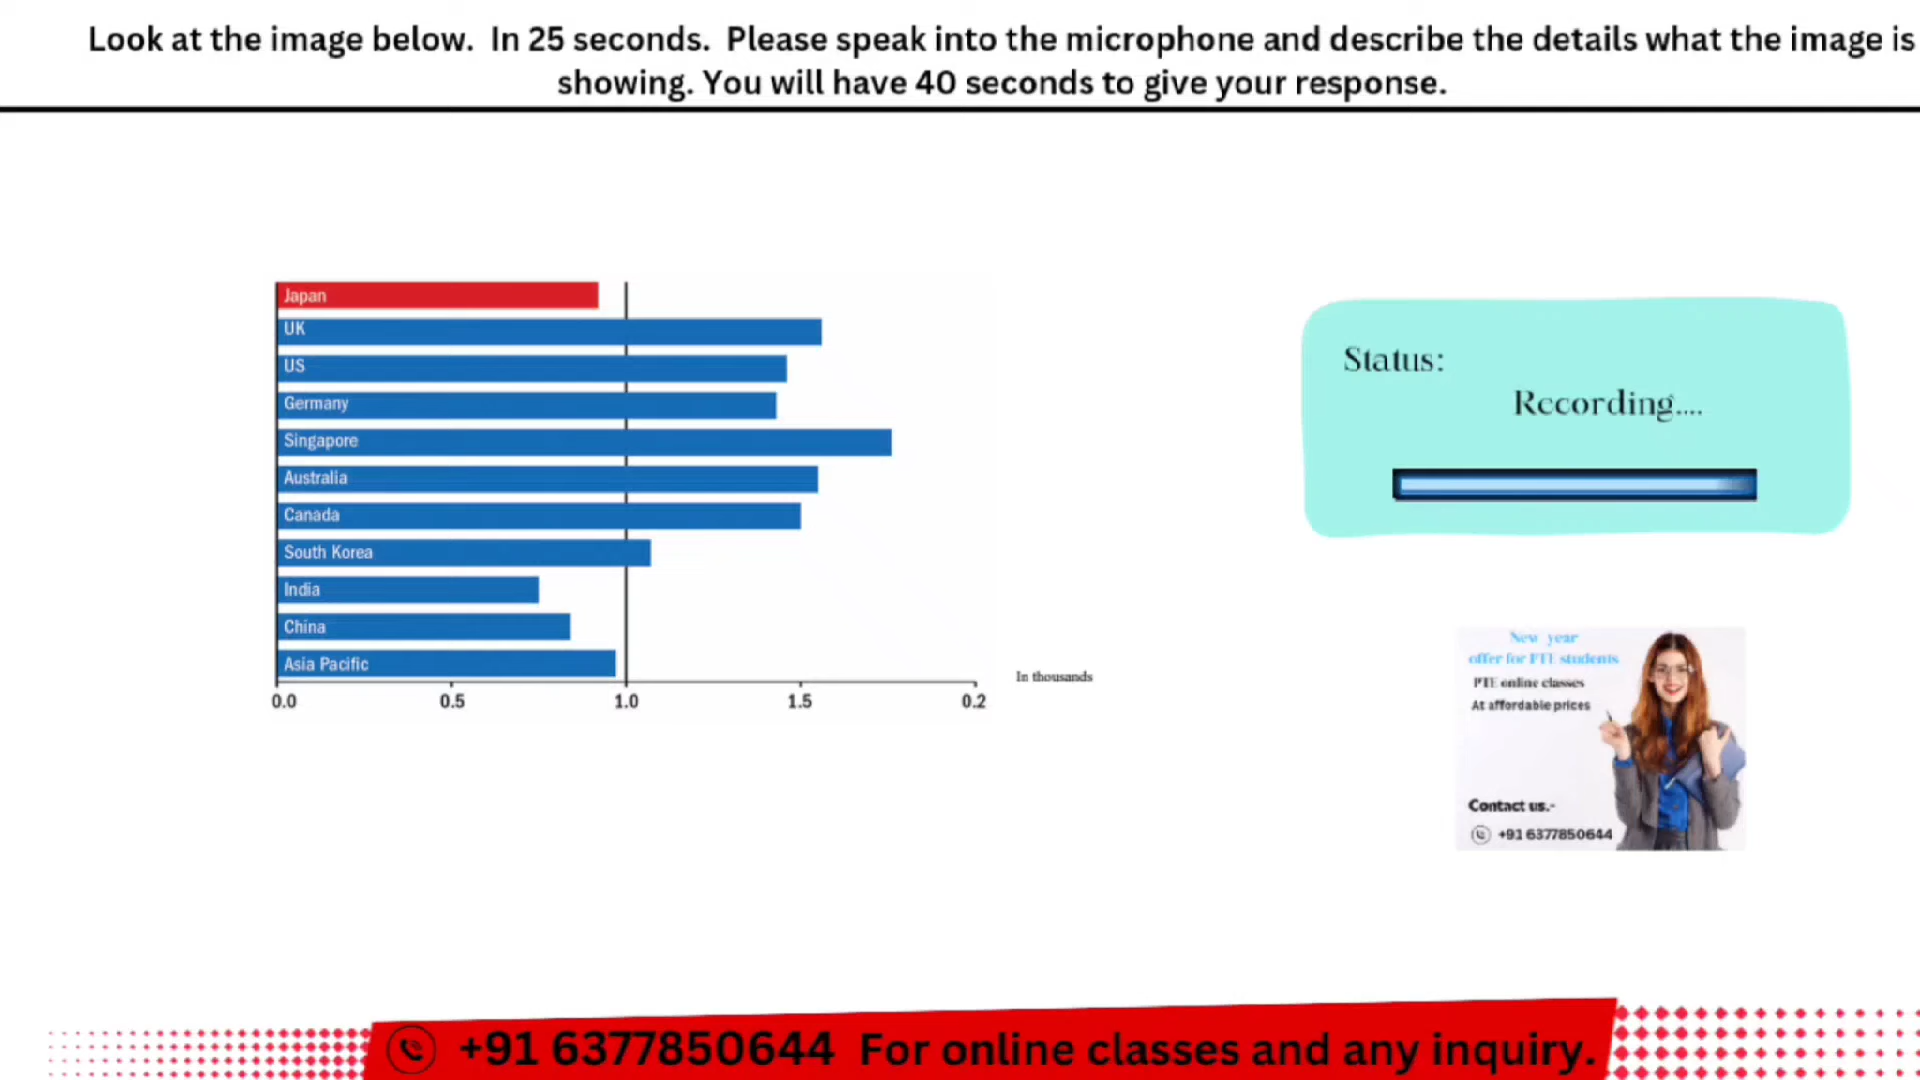 Look at the image below. In 25 seconds. Please speak into the microphone and describe the details what the image is
showing. You will have 40 seconds to give your response.
Japan
UK
US
Germany
Singapore
Australia
Canada
South Korea
India
China
Asia Pacific
0.0 0.5 1.0 1.5 0.2
In thousands
Status:
Recording....
New year
offer for PTE students
PTE online classes
At affordable prices
Contact us.-
+91 6377850644
+91 6377850644 For online classes and any inquiry.